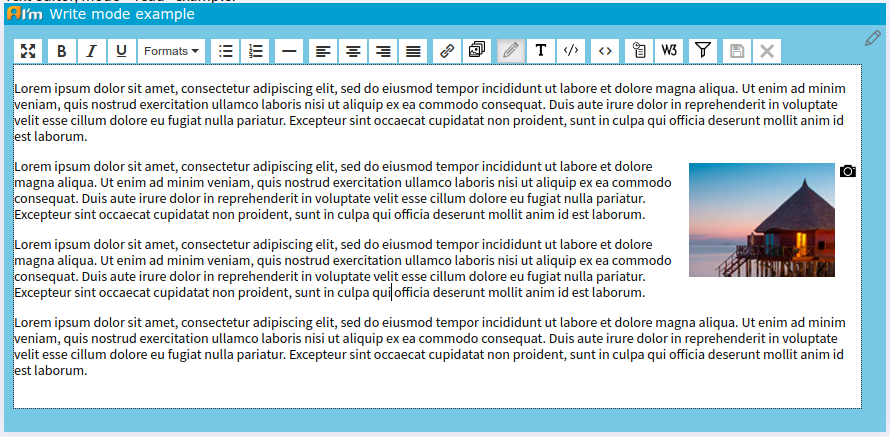 I'm Write mode example
B I U Formats T </> <> W3
Lorem ipsum dolor sit amet, consectetur adipiscing elit, sed do eiusmod tempor incididunt ut labore et dolore magna aliqua. Ut enim ad minim
veniam, quis nostrud exercitation ullamco laboris nisi ut aliquip ex ea commodo consequat. Duis aute irure dolor in reprehenderit in voluptate
velit esse cillum dolore eu fugiat nulla pariatur. Excepteur sint occaecat cupidatat non proident, sunt in culpa qui officia deserunt mollit anim id
est laborum.
Lorem ipsum dolor sit amet, consectetur adipiscing elit, sed do eiusmod tempor incididunt ut labore et dolore
magna aliqua. Ut enim ad minim veniam, quis nostrud exercitation ullamco laboris nisi ut aliquip ex ea commodo
consequat. Duis aute irure dolor in reprehenderit in voluptate velit esse cillum dolore eu fugiat nulla pariatur.
Excepteur sint occaecat cupidatat non proident, sunt in culpa qui officia deserunt mollit anim id est laborum.
Lorem ipsum dolor sit amet, consectetur adipiscing elit, sed do eiusmod tempor incididunt ut labore et dolore
magna aliqua. Ut enim ad minim veniam, quis nostrud exercitation ullamco laboris nisi ut aliquip ex ea commodo
consequat. Duis aute irure dolor in reprehenderit in voluptate velit esse cillum dolore eu fugiat nulla pariatur.
Excepteur sint occaecat cupidatat non proident, sunt in culpa qui officia deserunt mollit anim id est laborum.
Lorem ipsum dolor sit amet, consectetur adipiscing elit, sed do eiusmod tempor incididunt ut labore et dolore magna aliqua. Ut enim ad minim
veniam, quis nostrud exercitation ullamco laboris nisi ut aliquip ex ea commodo consequat. Duis aute irure dolor in reprehenderit in voluptate
velit esse cillum dolore eu fugiat nulla pariatur. Excepteur sint occaecat cupidatat non proident, sunt in culpa qui officia deserunt mollit anim id
est laborum.